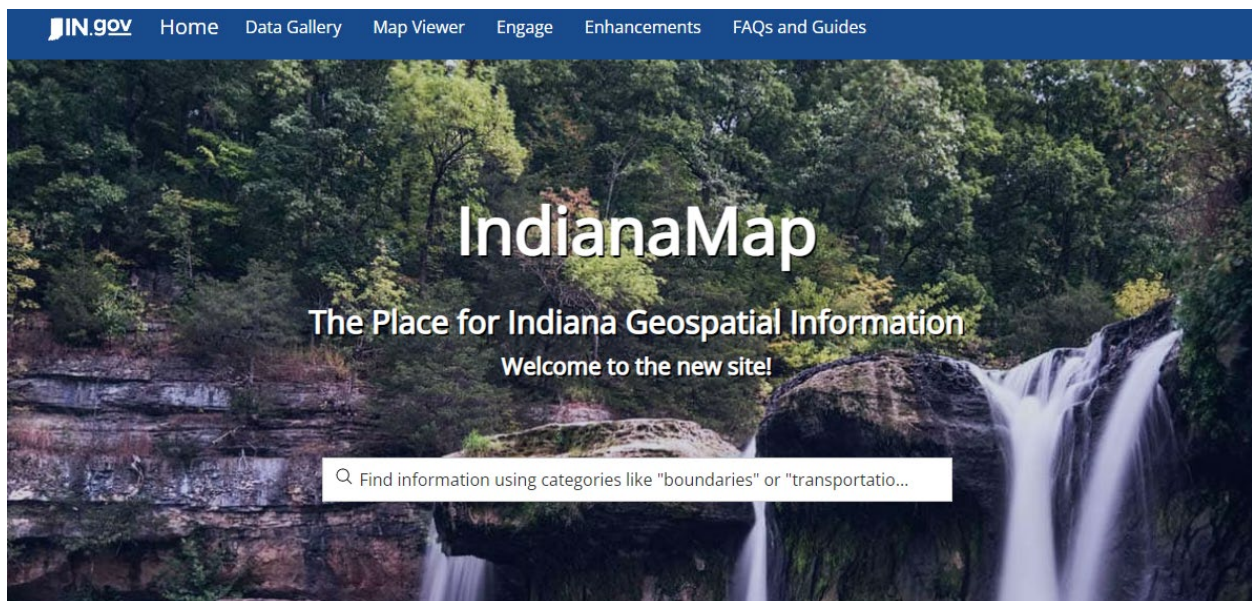 IN.gov Home Data Gallery Map Viewer Engage Enhancements FAQs and Guides
IndianaMap
The Place for Indiana Geospatial Information
Welcome to the new site!
Find information using categories like "boundaries" or "transportatio...